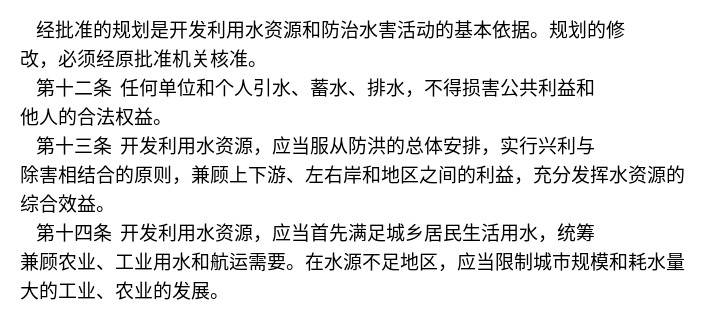 经批准的规划是开发利用水资源和防治水害活动的基本依据。规划的修
改，必须经原批准机关核准。
第十二条 任何单位和个人引水、蓄水、排水，不得损害公共利益和
他人的合法权益。
第十三条 开发利用水资源，应当服从防洪的总体安排，实行兴利与
除害相结合的原则，兼顾上下游、左右岸和地区之间的利益，充分发挥水资源的
综合效益。
第十四条 开发利用水资源，应当首先满足城乡居民生活用水，统筹
兼顾农业、工业用水和航运需要。在水源不足地区，应当限制城市规模和耗水量
大的工业、农业的发展。